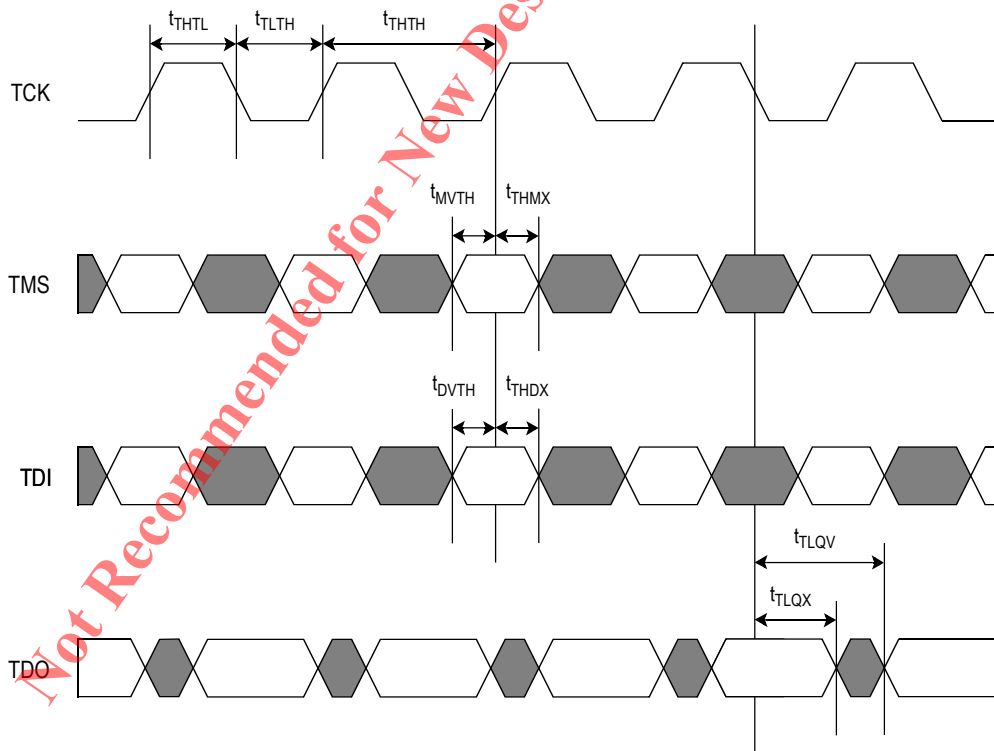 tTHTL tTLTH tTHTH
TCK
tMVTH tTHMX
TMS
tDVTH tTHDX
TDI
tTLQV
tTLQX
TDO
Not Recommended for New Des